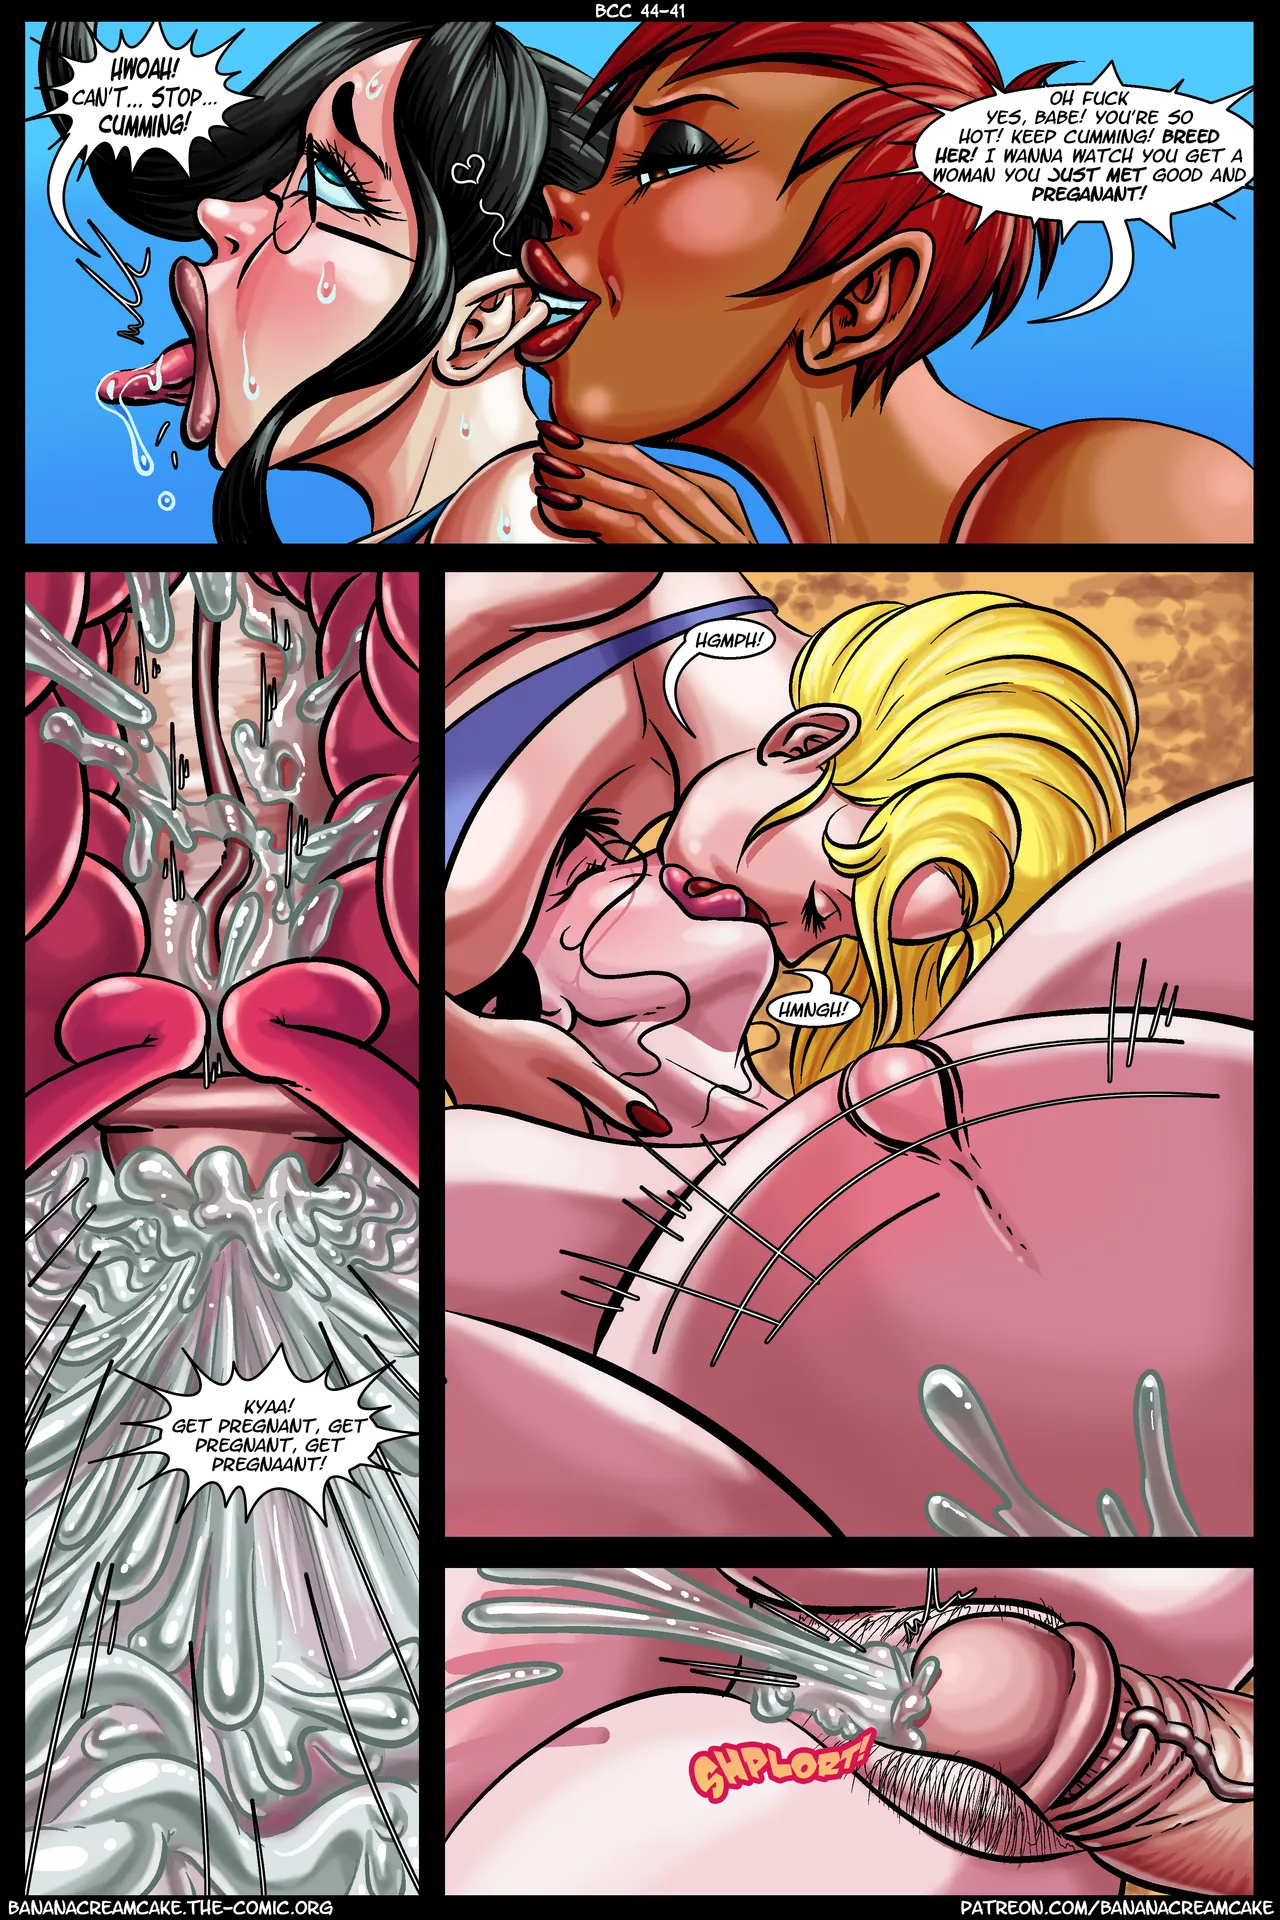 BCC 44-41
HWOAH!
CAN'T... STOP...
CUMMING!
OH FUCK
YES, BABE! YOU'RE SO
HOT! KEEP CUMMING! BREED
HER! I WANNA WATCH YOU GET A
WOMAN YOU JUST MET GOOD AND
PREGANANT!
HGMPH!
HMNGH!
KYAA!
GET PREGNANT, GET
PREGNANT, GET
PREGNAANT!
SHPLORT!
BANANACREAMCAKE.THE-COMIC.ORG
PATREON.COM/BANANACREAMCAKE